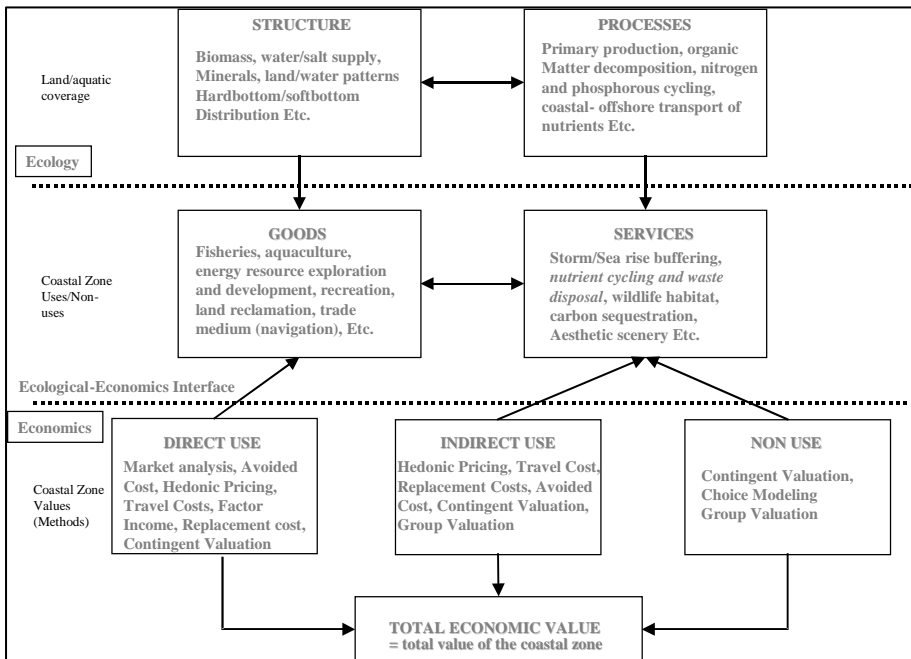 STRUCTURE
Biomass, water/salt supply,
Minerals, land/water patterns
Hardbottom/softbottom
Distribution Etc.
PROCESSES
Primary production, organic
Matter decomposition, nitrogen
and phosphorous cycling,
coastal- offshore transport of
nutrients Etc.
Land/aquatic
coverage
Ecology
GOODS
Fisheries, aquaculture,
energy resource exploration
and development, recreation,
land reclamation, trade
medium (navigation), Etc.
SERVICES
Storm/Sea rise buffering,
nutrient cycling and waste
disposal, wildlife habitat,
carbon sequestration,
Aesthetic scenery Etc.
Coastal Zone
Uses/Non-
uses
Ecological-Economics Interface
Economics
DIRECT USE
Market analysis, Avoided
Cost, Hedonic Pricing,
Travel Costs, Factor
Income, Replacement cost,
Contingent Valuation
INDIRECT USE
Hedonic Pricing, Travel Cost,
Replacement Costs, Avoided
Cost, Contingent Valuation,
Group Valuation
NON USE
Contingent Valuation,
Choice Modeling
Group Valuation
Coastal Zone
Values
(Methods)
TOTAL ECONOMIC VALUE
= total value of the coastal zone